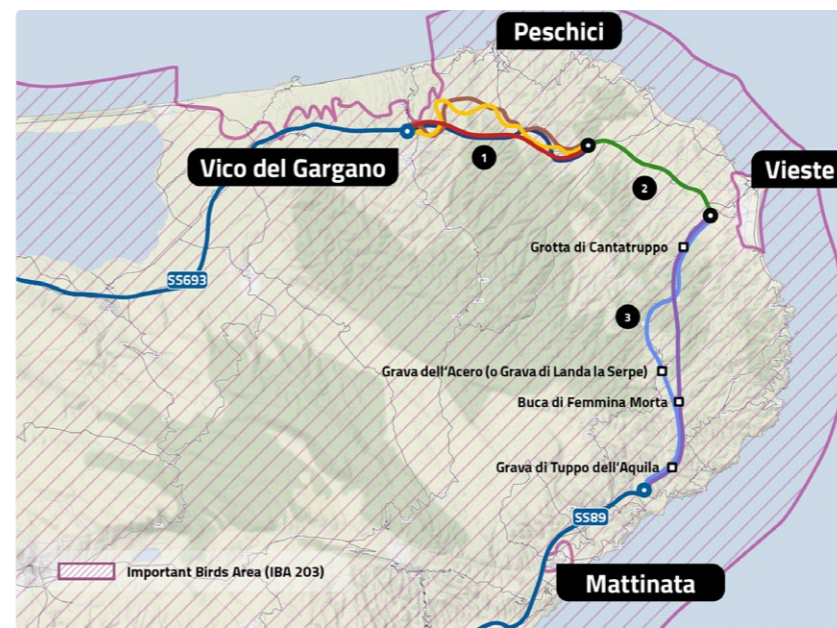 Peschici
Vico del Gargano
1
Vieste
2
Grotta di Cantatruppo
SS693
3
Grava dell'Acero (o Grava di Landa la Serpe)
Buca di Femmina Morta
Grava di Tuppo dell'Aquila
SS89
Important Birds Area (IBA 203)
Mattinata